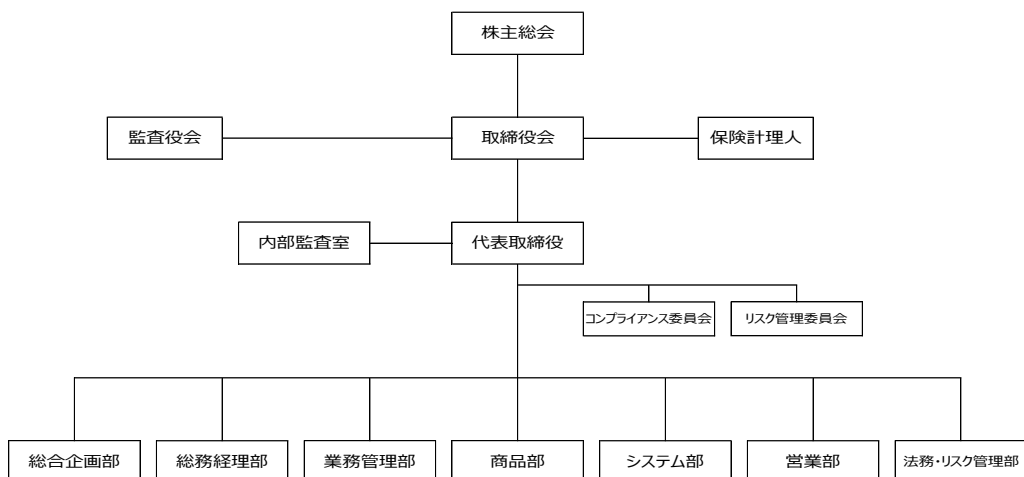 株主総会
監査役会
取締役会
保険計理人
内部監査室
代表取締役
コンプライアンス委員会
リスク管理委員会
総合企画部
総務経理部
業務管理部
商品部
システム部
営業部
法務・リスク管理部